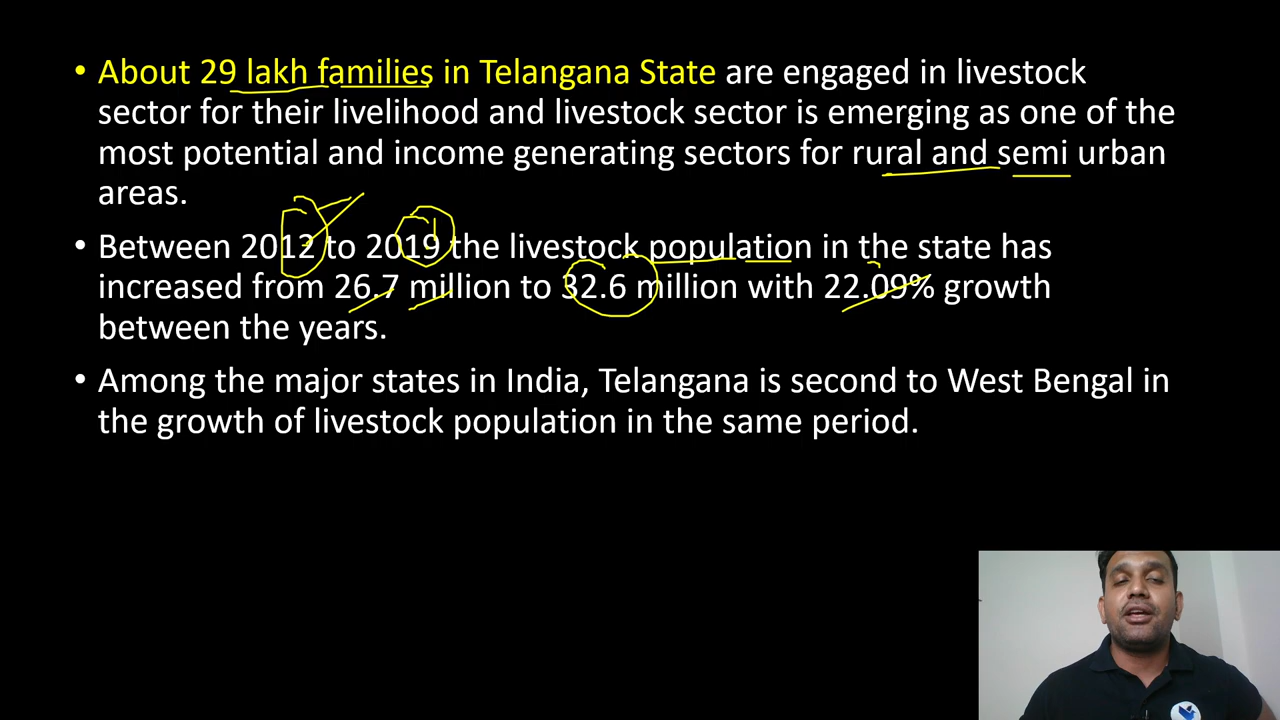 • About 29 lakh families in Telangana State are engaged in livestock
sector for their livelihood and livestock sector is emerging as one of the
most potential and income generating sectors for rural and semi urban
areas.
• Between 2012 to 2019 the livestock population in the state has
increased from 26.7 million to 32.6 million with 22.09% growth
between the years.
• Among the major states in India, Telangana is second to West Bengal in
the growth of livestock population in the same period.